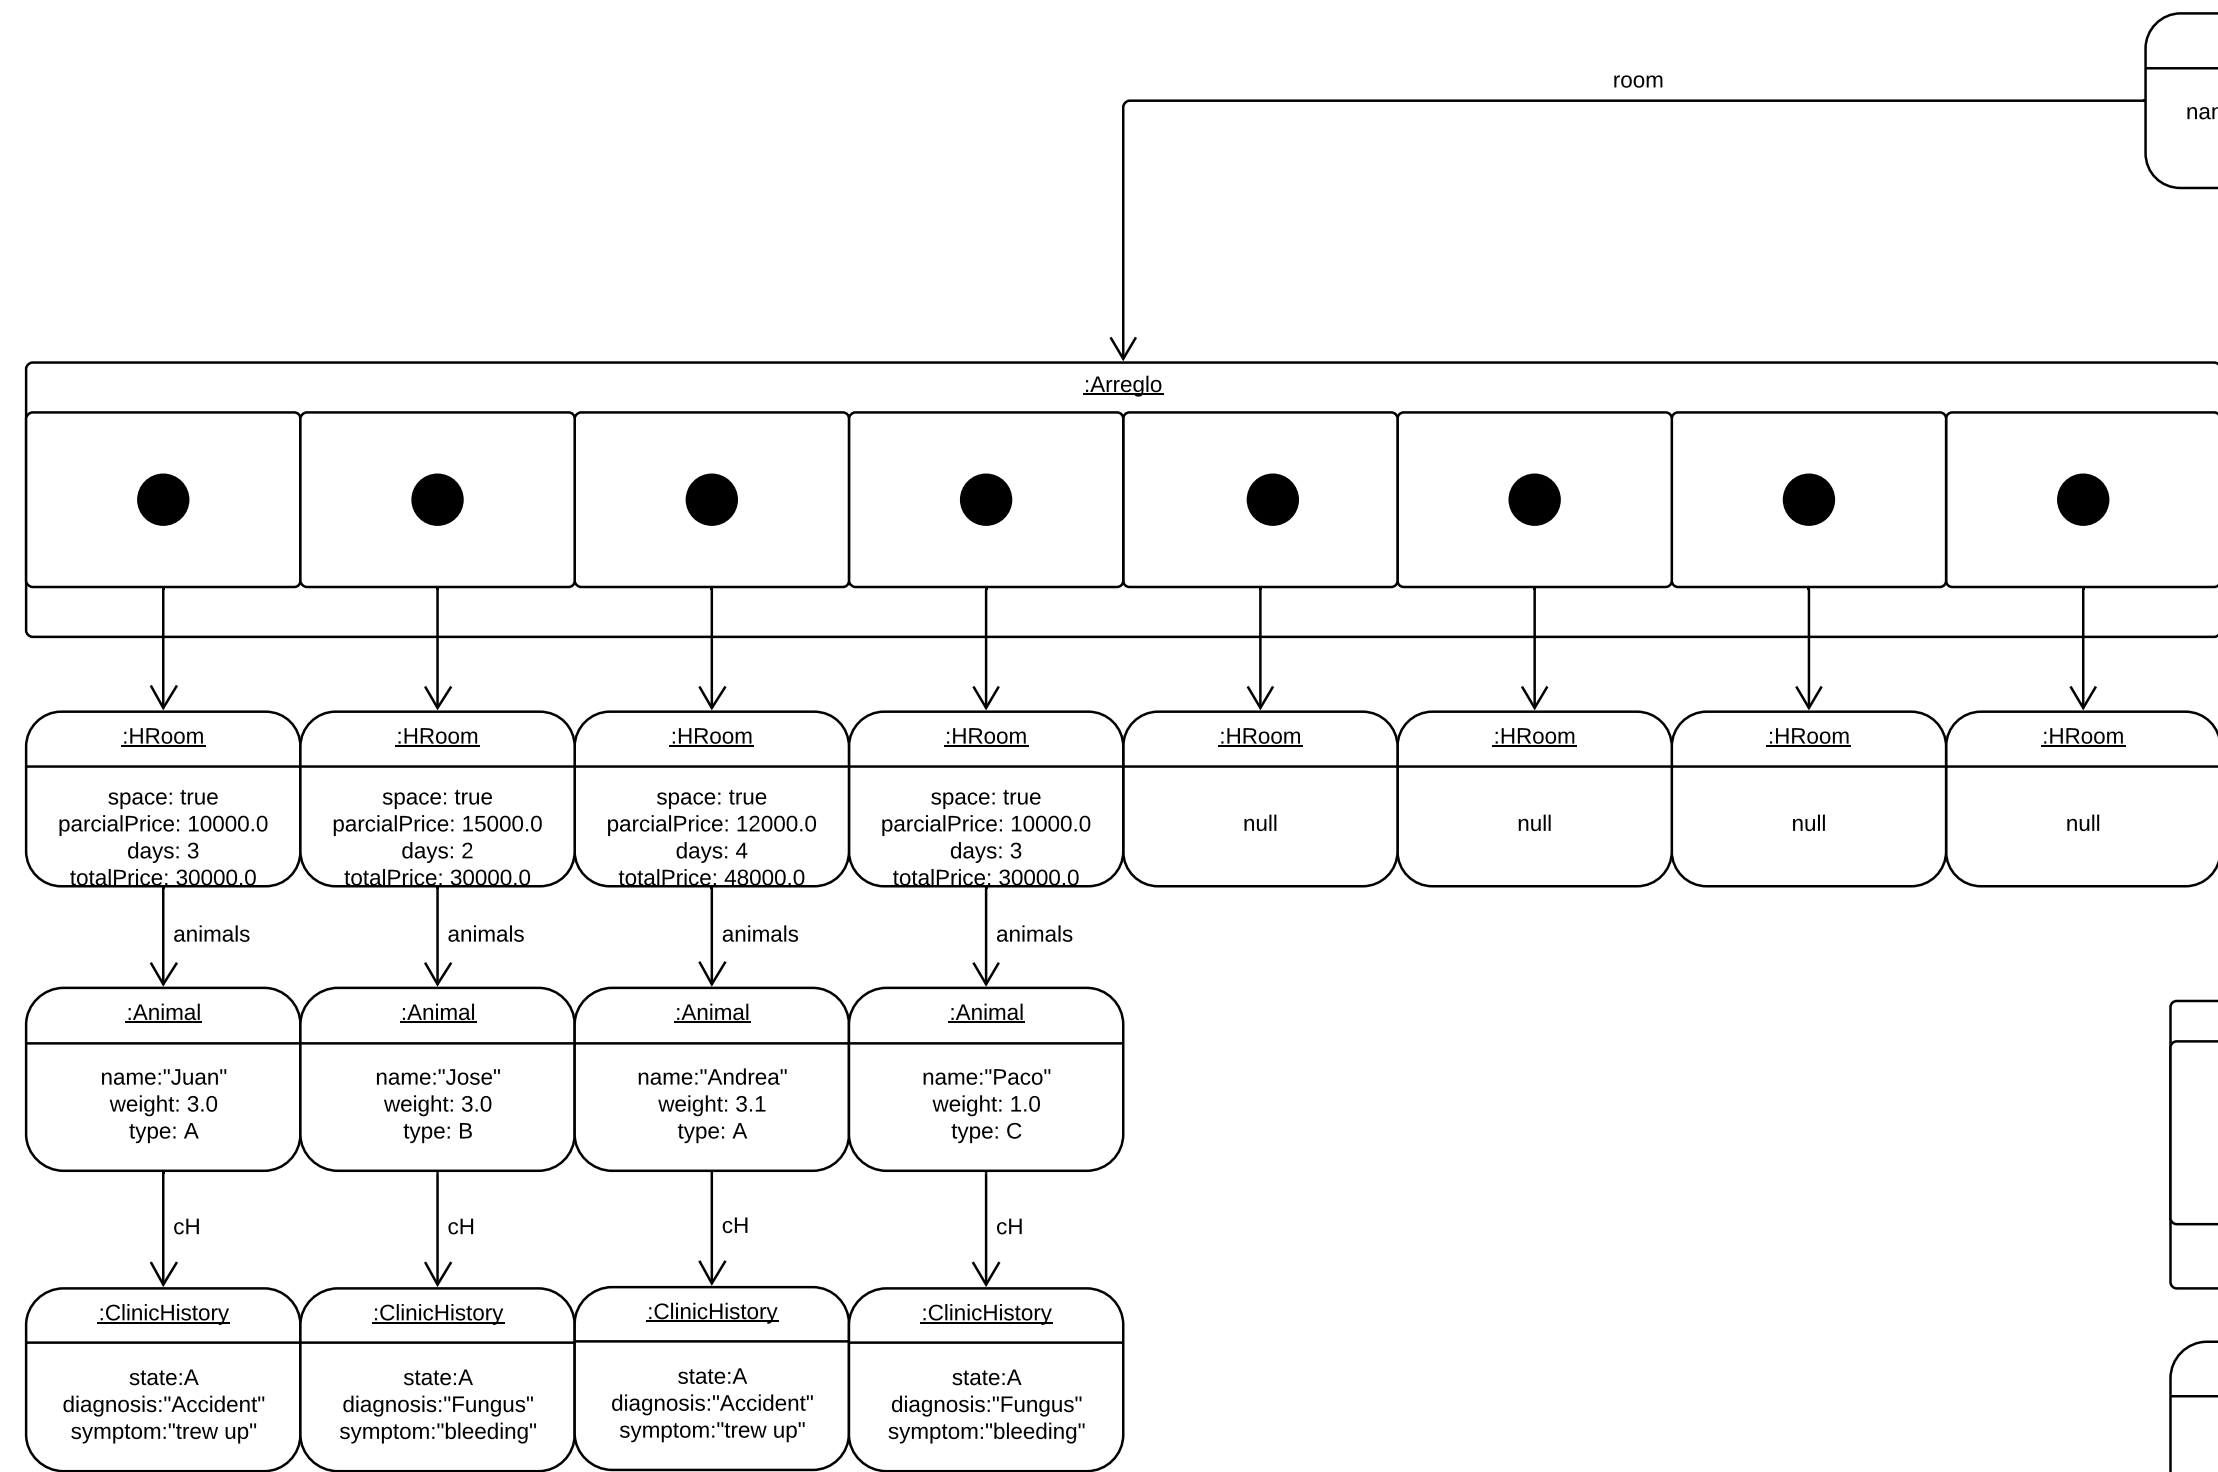 room
:Arreglo
:HRoom :HRoom :HRoom :HRoom :HRoom :HRoom :HRoom :HRoom
space: true space: true space: true space: true
parcialPrice: 10000.0 parcialPrice: 15000.0 parcialPrice: 12000.0 parcialPrice: 10000.0 null null null null
days: 3 days: 2 days: 4 days: 3
totalPrice: 30000.0 totalPrice: 30000.0 totalPrice: 48000.0 totalPrice: 30000.0
animals animals animals animals
:Animal :Animal :Animal :Animal
name:"Juan" name:"Jose" name:"Andrea" name:"Paco"
weight: 3.0 weight: 3.0 weight: 3.1 weight: 1.0
type: A type: B type: A type: C
cH cH cH cH
:ClinicHistory :ClinicHistory :ClinicHistory :ClinicHistory
state:A state:A state:A state:A
diagnosis:"Accident" diagnosis:"Fungus" diagnosis:"Accident" diagnosis:"Fungus"
symptom:"trew up" symptom:"bleeding" symptom:"trew up" symptom:"bleeding"